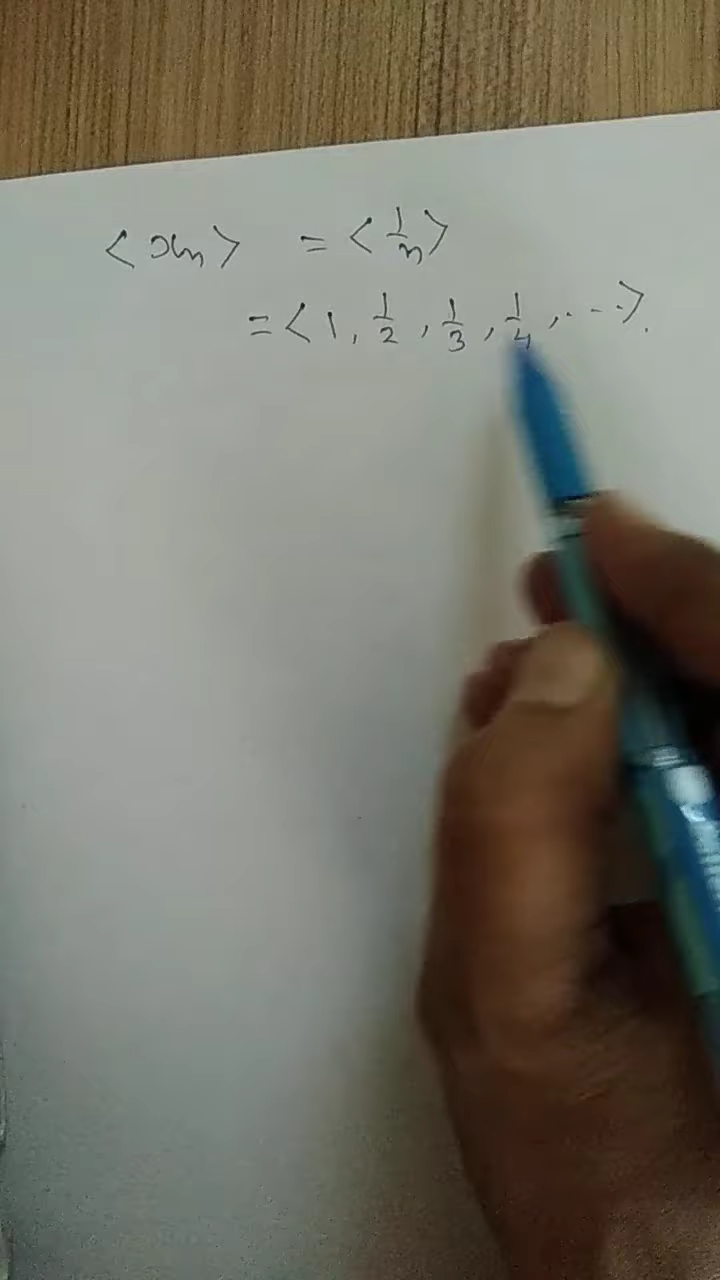 < xn > = < 1/n >
= < 1, 1/2, 1/3, 1/4, ... >.